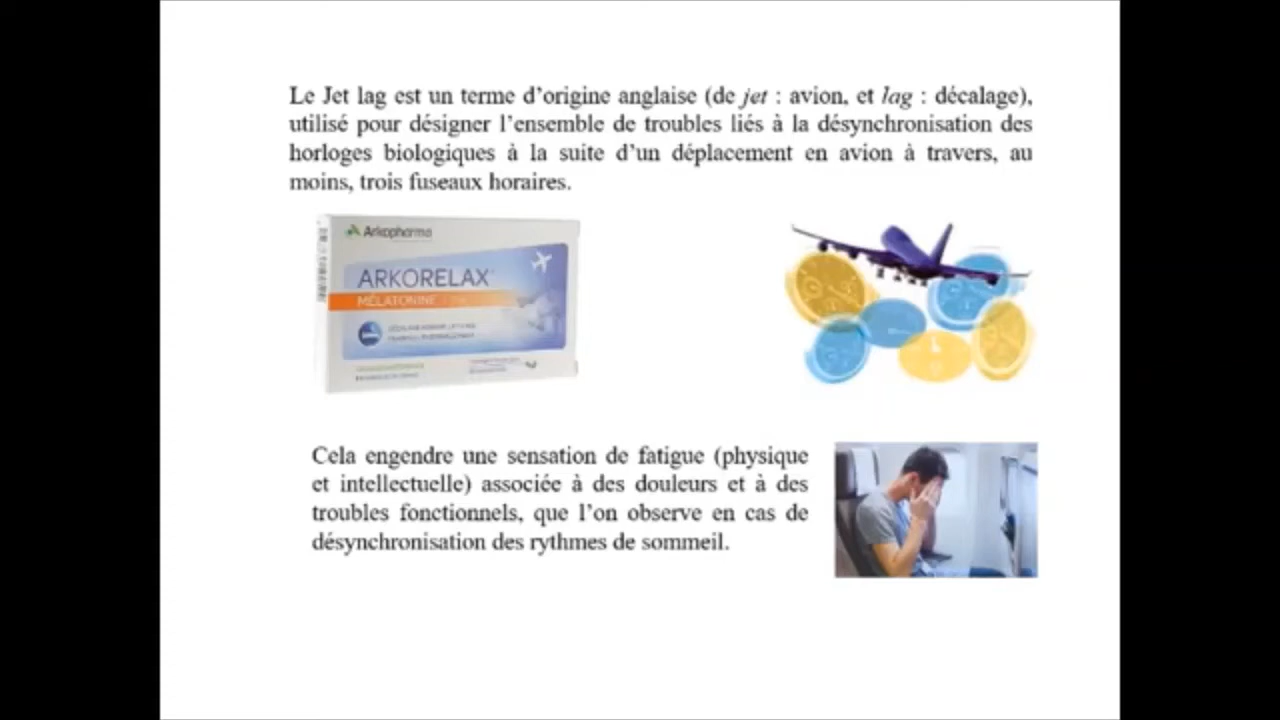 Le Jet lag est un terme d’origine anglaise (de jet : avion, et lag : décalage),
utilisé pour désigner l’ensemble de troubles liés à la désynchronisation des
horloges biologiques à la suite d’un déplacement en avion à travers, au
moins, trois fuseaux horaires.
Arkopharma
ARKORELAX
MÉLATONINE
Cela engendre une sensation de fatigue (physique
et intellectuelle) associée à des douleurs et à des
troubles fonctionnels, que l’on observe en cas de
désynchronisation des rythmes de sommeil.